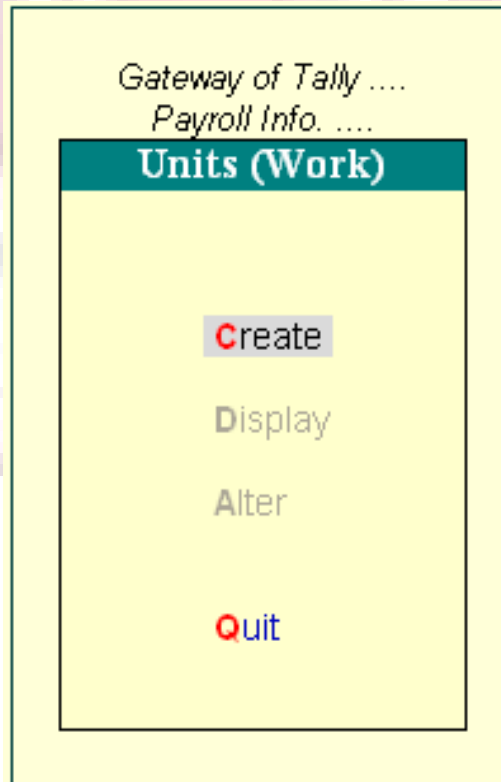 Gateway of Tally ....
Payroll Info. ....
Units (Work)
Create
Display
Alter
Quit